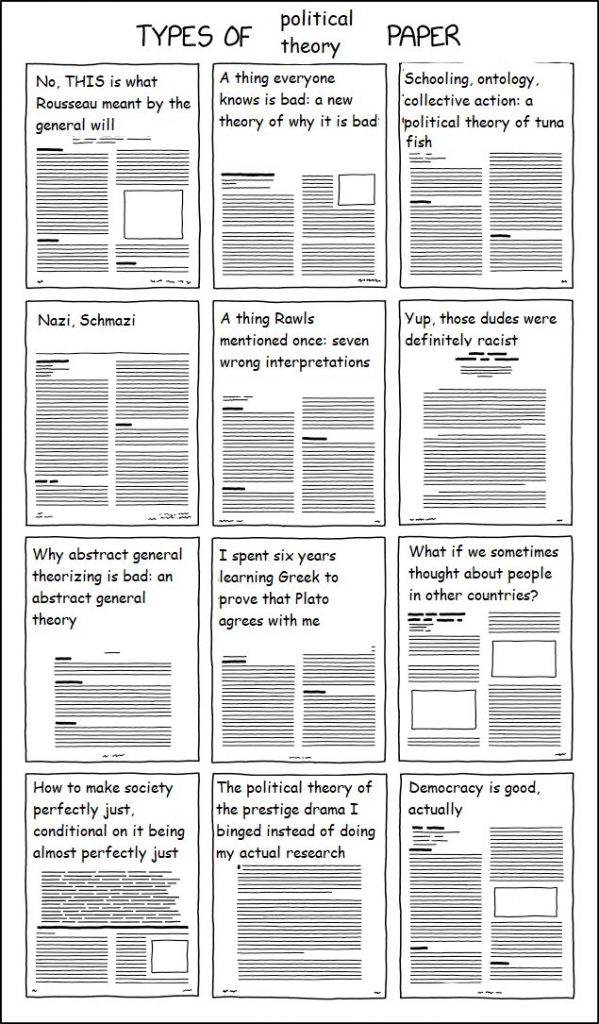 TYPES OF political theory PAPER
No, THIS is what
Rousseau meant by the
general will
A thing everyone
knows is bad: a new
theory of why it is bad
Schooling, ontology,
collective action: a
political theory of tuna
fish
Nazi, Schmazi
A thing Rawls
mentioned once: seven
wrong interpretations
Yup, those dudes were
definitely racist
Why abstract general
theorizing is bad: an
abstract general
theory
I spent six years
learning Greek to
prove that Plato
agrees with me
What if we sometimes
thought about people
in other countries?
How to make society
perfectly just,
conditional on it being
almost perfectly just
The political theory of
the prestige drama I
binged instead of doing
my actual research
Democracy is good,
actually